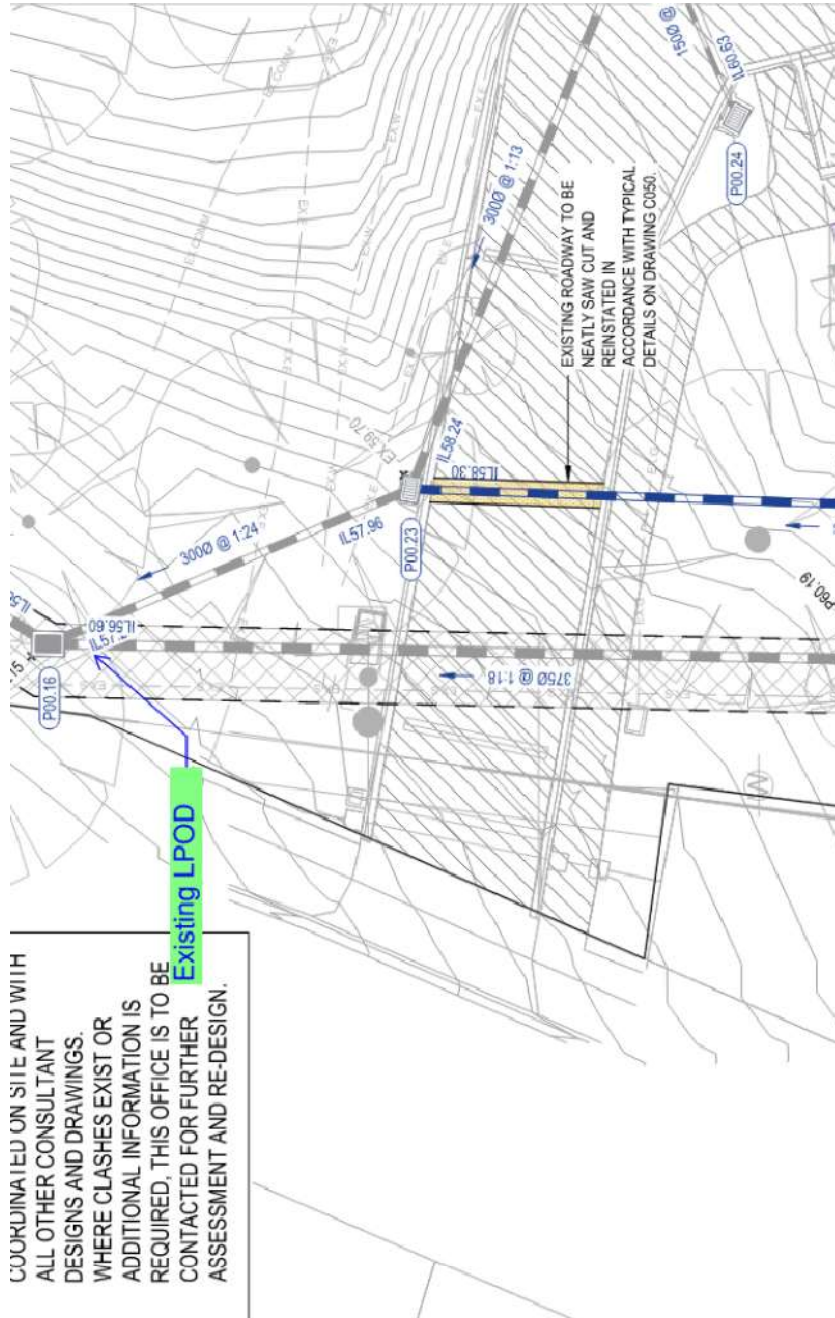 COORDINATED ON SITE AND WITH
ALL OTHER CONSULTANT
DESIGNS AND DRAWINGS.
WHERE CLASHES EXIST OR
ADDITIONAL INFORMATION IS
REQUIRED, THIS OFFICE IS TO BE
CONTACTED FOR FURTHER
ASSESSMENT AND RE-DESIGN.
Existing LPOD
P00.16
IL56.60
300Ø @ 1:24
IL57.96
P00.23
EX.59.70
IL58.24
IL58.30
300Ø @ 1:13
375Ø @ 1:18
EXISTING ROADWAY TO BE
NEATLY SAW CUT AND
REINSTATED IN
ACCORDANCE WITH TYPICAL
DETAILS ON DRAWING C050.
150Ø @
IL60.63
P00.24
P60.19